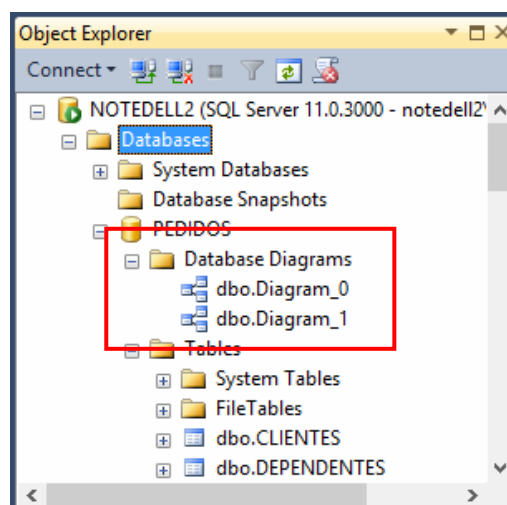 Object Explorer
Connect
NOTEDELL2 (SQL Server 11.0.3000 - notedell2\
Databases
System Databases
Database Snapshots
PEDIDOS
Database Diagrams
dbo.Diagram_0
dbo.Diagram_1
Tables
System Tables
FileTables
dbo.CLIENTES
dbo.DEPENDENTES